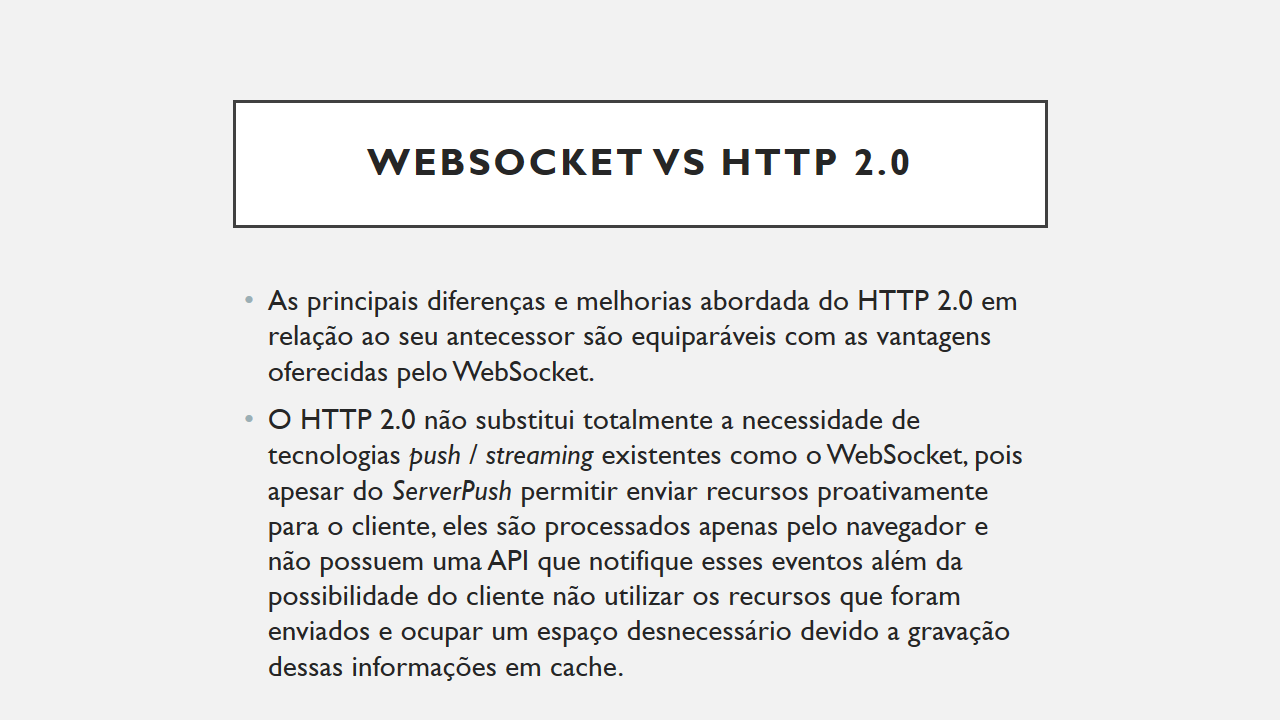 WEBSOCKET VS HTTP 2.0
• As principais diferenças e melhorias abordada do HTTP 2.0 em
relação ao seu antecessor são equiparáveis com as vantagens
oferecidas pelo WebSocket.
• O HTTP 2.0 não substitui totalmente a necessidade de
tecnologias push / streaming existentes como o WebSocket, pois
apesar do ServerPush permitir enviar recursos proativamente
para o cliente, eles são processados apenas pelo navegador e
não possuem uma API que notifique esses eventos além da
possibilidade do cliente não utilizar os recursos que foram
enviados e ocupar um espaço desnecessário devido a gravação
dessas informações em cache.